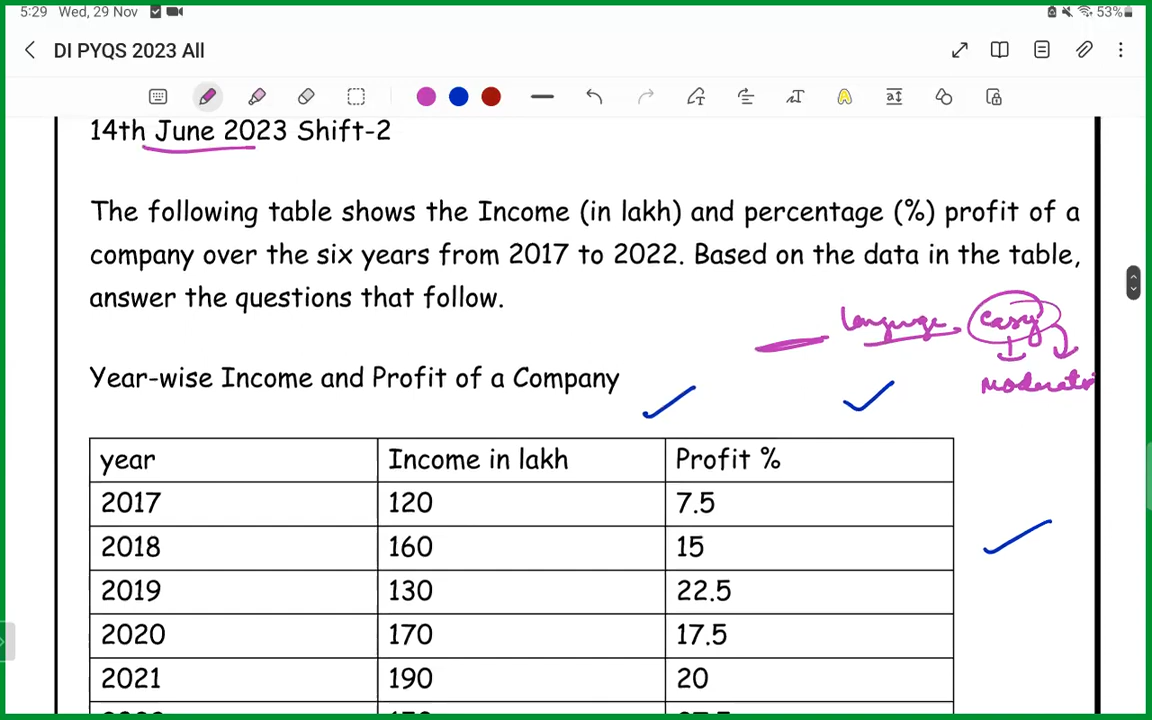 5:29 Wed, 29 Nov
53%
DI PYQS 2023 All
14th June 2023 Shift-2
The following table shows the Income (in lakh) and percentage (%) profit of a
company over the six years from 2017 to 2022. Based on the data in the table,
answer the questions that follow.
language, easy
Year-wise Income and Profit of a Company
year Income in lakh Profit %
2017 120 7.5
2018 160 15
2019 130 22.5
2020 170 17.5
2021 190 20